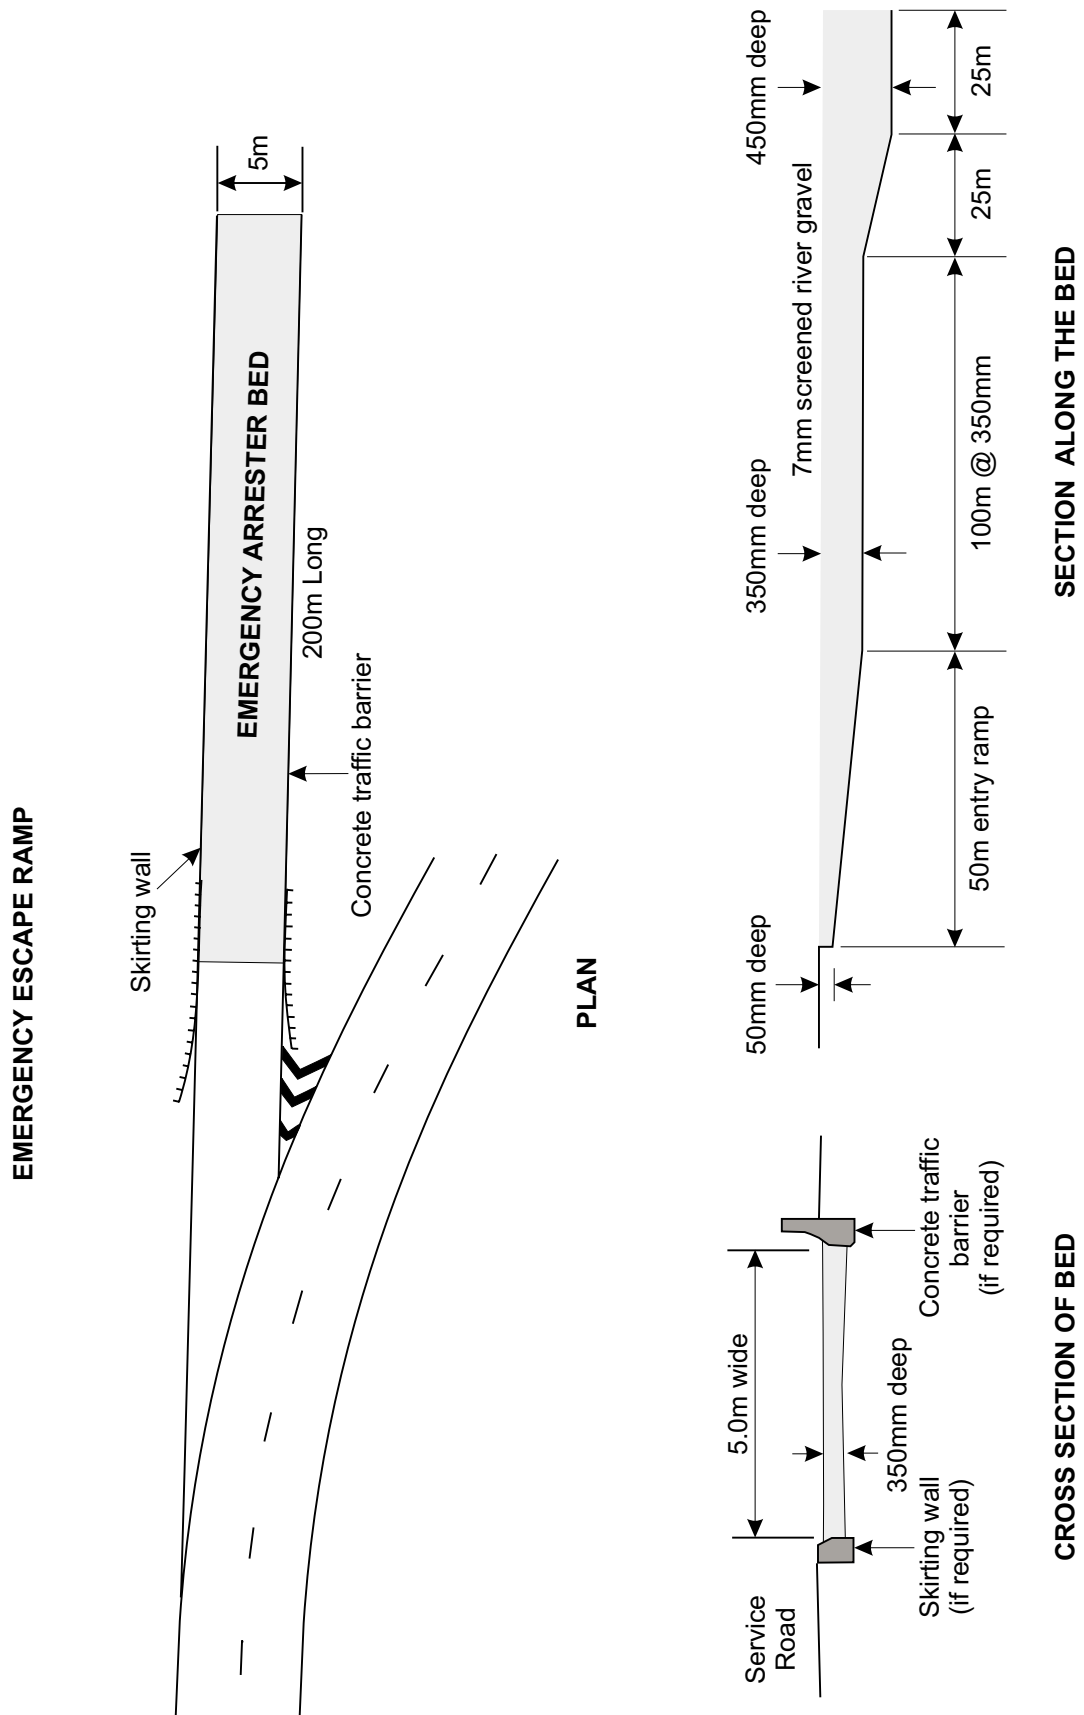 EMERGENCY ESCAPE RAMP
Skirting wall
EMERGENCY ARRESTER BED
5m
200m Long
Concrete traffic barrier
PLAN
Service
Road
5.0m wide
350mm deep
Skirting wall
(if required)
Concrete traffic
barrier
(if required)
CROSS SECTION OF BED
50mm deep
350mm deep
7mm screened river gravel
450mm deep
50m entry ramp
100m @ 350mm
25m
25m
SECTION ALONG THE BED